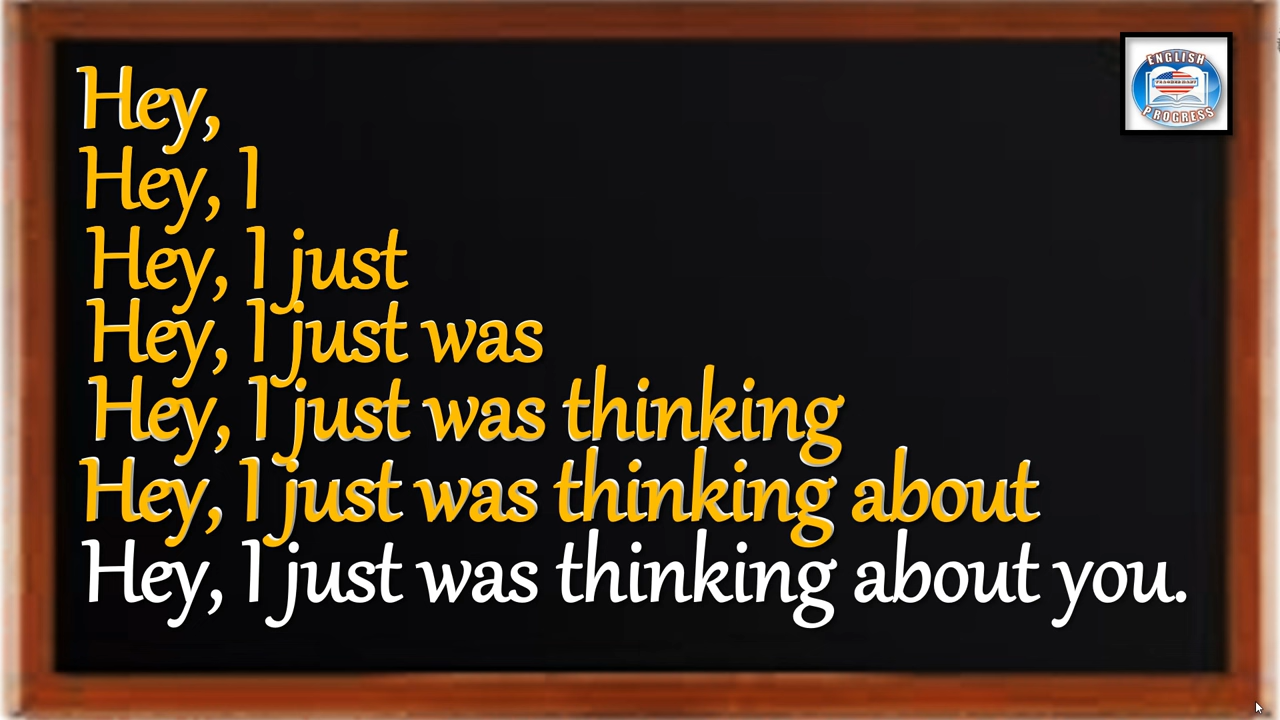 Hey,
Hey, I
Hey, I just
Hey, I just was
Hey, I just was thinking
Hey, I just was thinking about
Hey, I just was thinking about you.
ENGLISH
PROGRESS